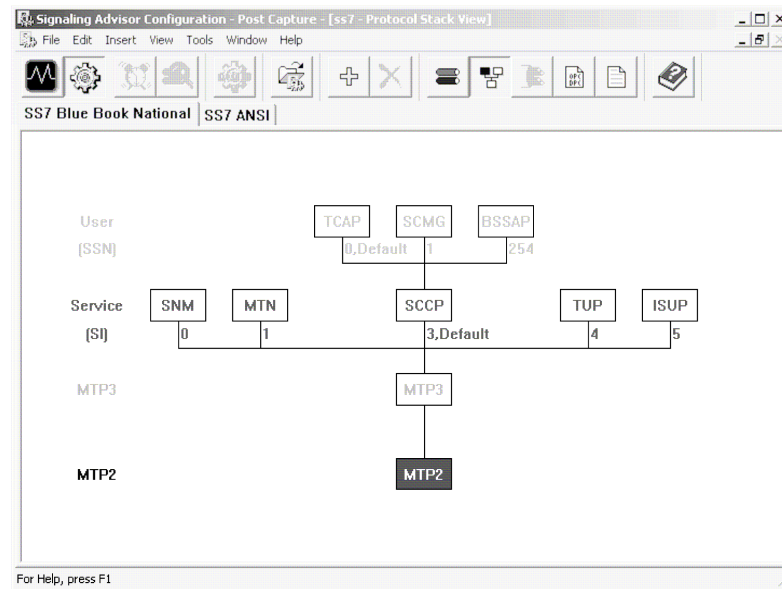 Signaling Advisor Configuration - Post Capture - [ss7 - Protocol Stack View]
File Edit Insert View Tools Window Help
OPC
DPC
SS7 Blue Book National SS7 ANSI
User TCAP SCMG BSSAP
(SSN) 0,Default 1 254
Service SNM MTN SCCP TUP ISUP
(SI) 0 1 3,Default 4 5
MTP3 MTP3
MTP2 MTP2
For Help, press F1